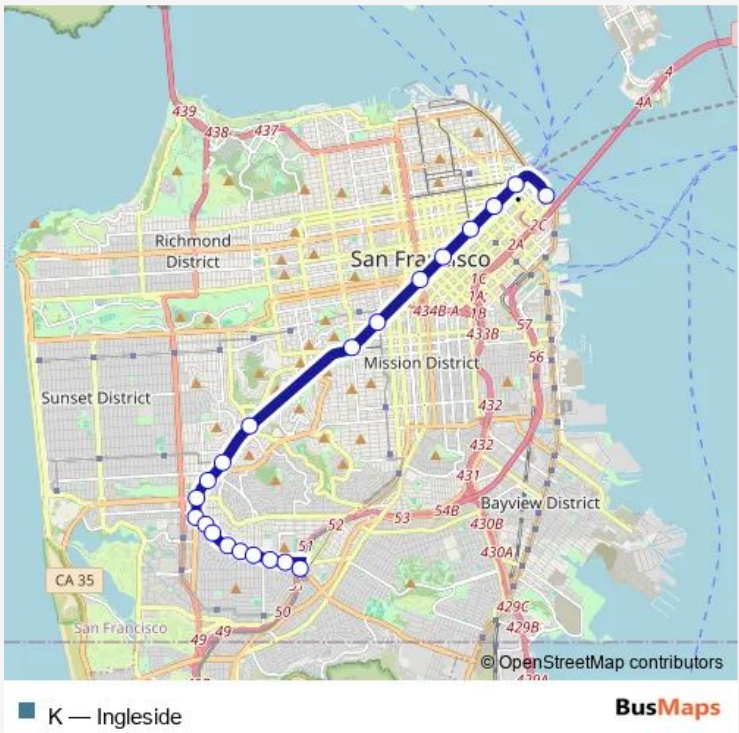 4
4A
439
438
437
2C
Richmond
District
2A
San Fra
cisco
1C
1A
1B
434B-A
433B
57
56
Mission District
Sunset District
432
432
431
54B
Bayview District
52
53
430B
51
430A
CA 35
50
429C
San Francisco
49
49
429B
© OpenStreetMap contributors
K — Ingleside
BusMaps